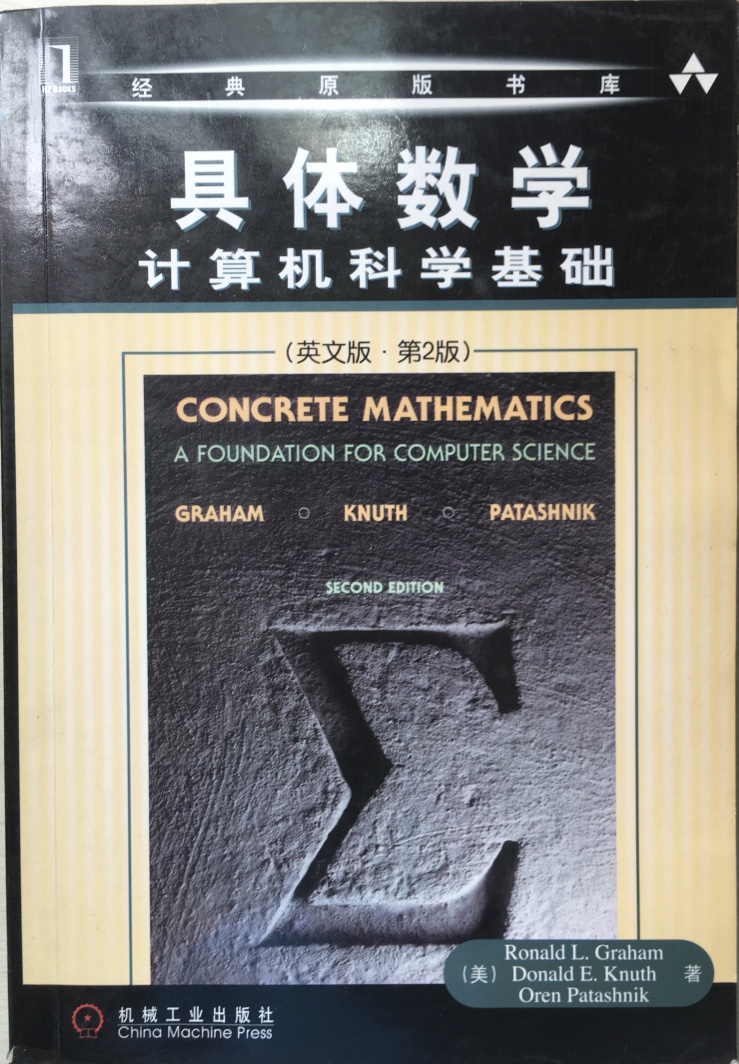 HZ BOOKS
经典原版书库
具体数学
计算机科学基础
（英文版·第2版）
CONCRETE MATHEMATICS
A FOUNDATION FOR COMPUTER SCIENCE
GRAHAM ○ KNUTH ○ PATASHNIK
SECOND EDITION
Σ
Ronald L. Graham
（美） Donald E. Knuth 著
Oren Patashnik
机械工业出版社
China Machine Press